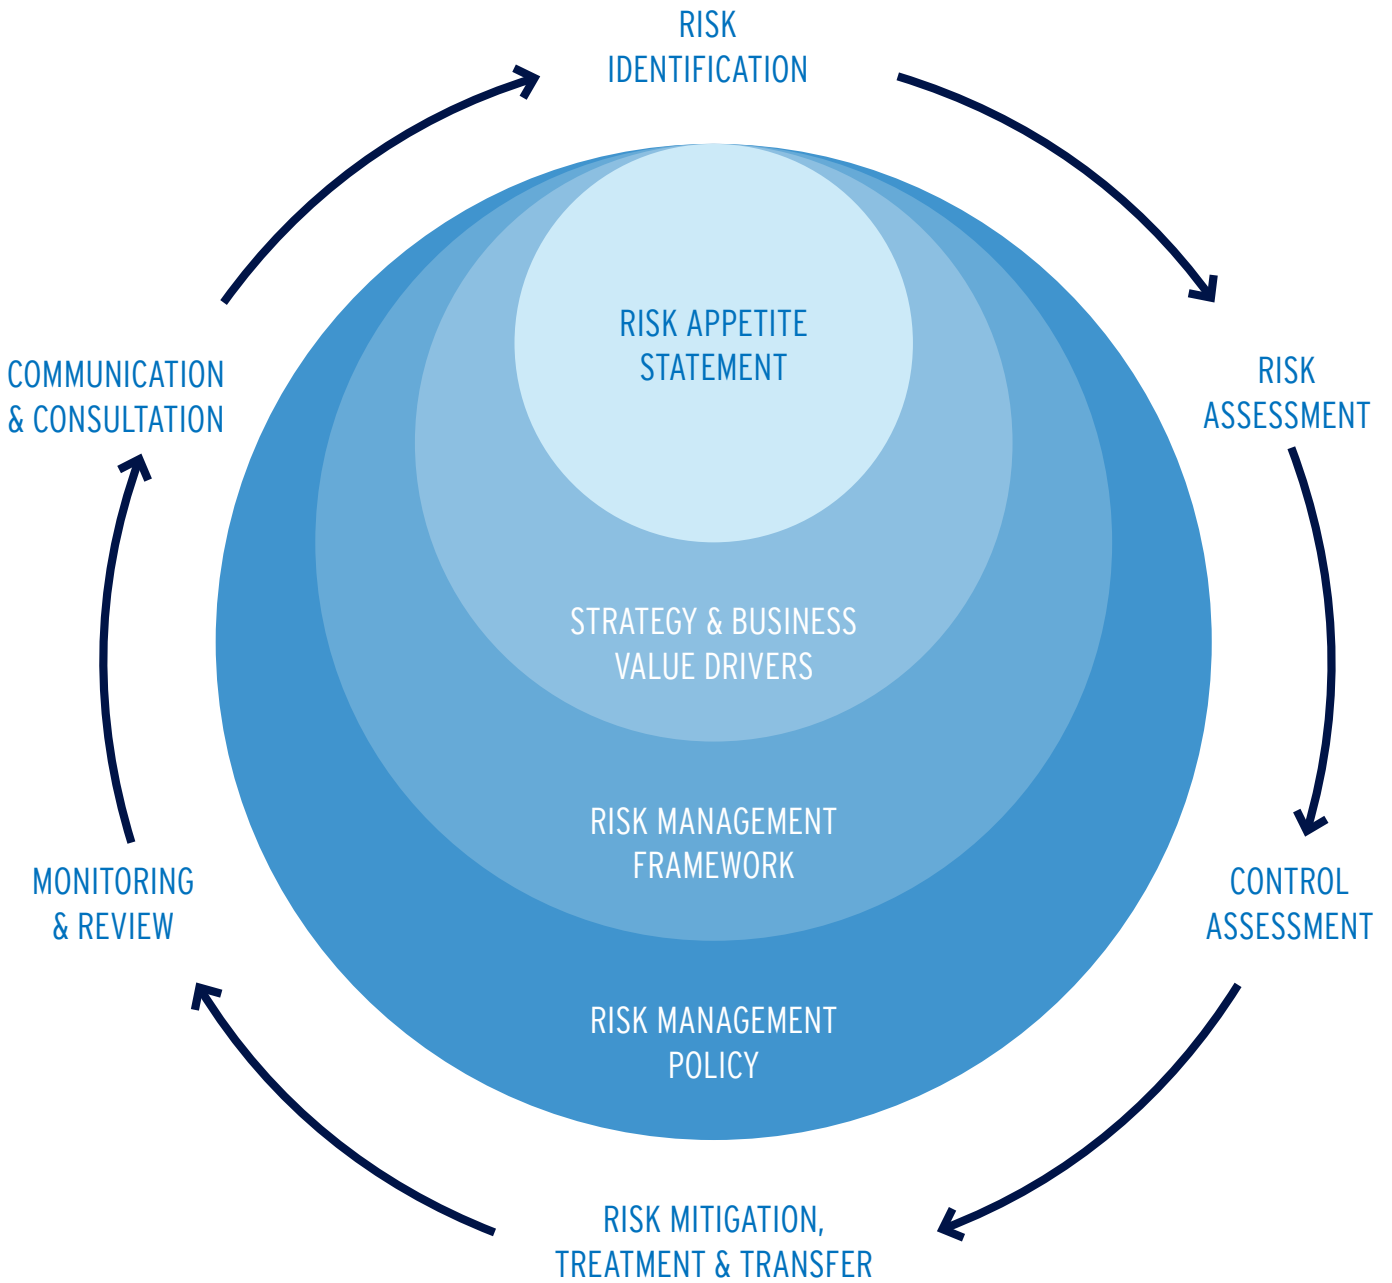 RISK
IDENTIFICATION
RISK APPETITE
STATEMENT
COMMUNICATION
& CONSULTATION
RISK
ASSESSMENT
STRATEGY & BUSINESS
VALUE DRIVERS
RISK MANAGEMENT
FRAMEWORK
MONITORING
& REVIEW
CONTROL
ASSESSMENT
RISK MANAGEMENT
POLICY
RISK MITIGATION,
TREATMENT & TRANSFER